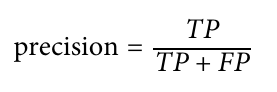 precision = TP / TP + FP